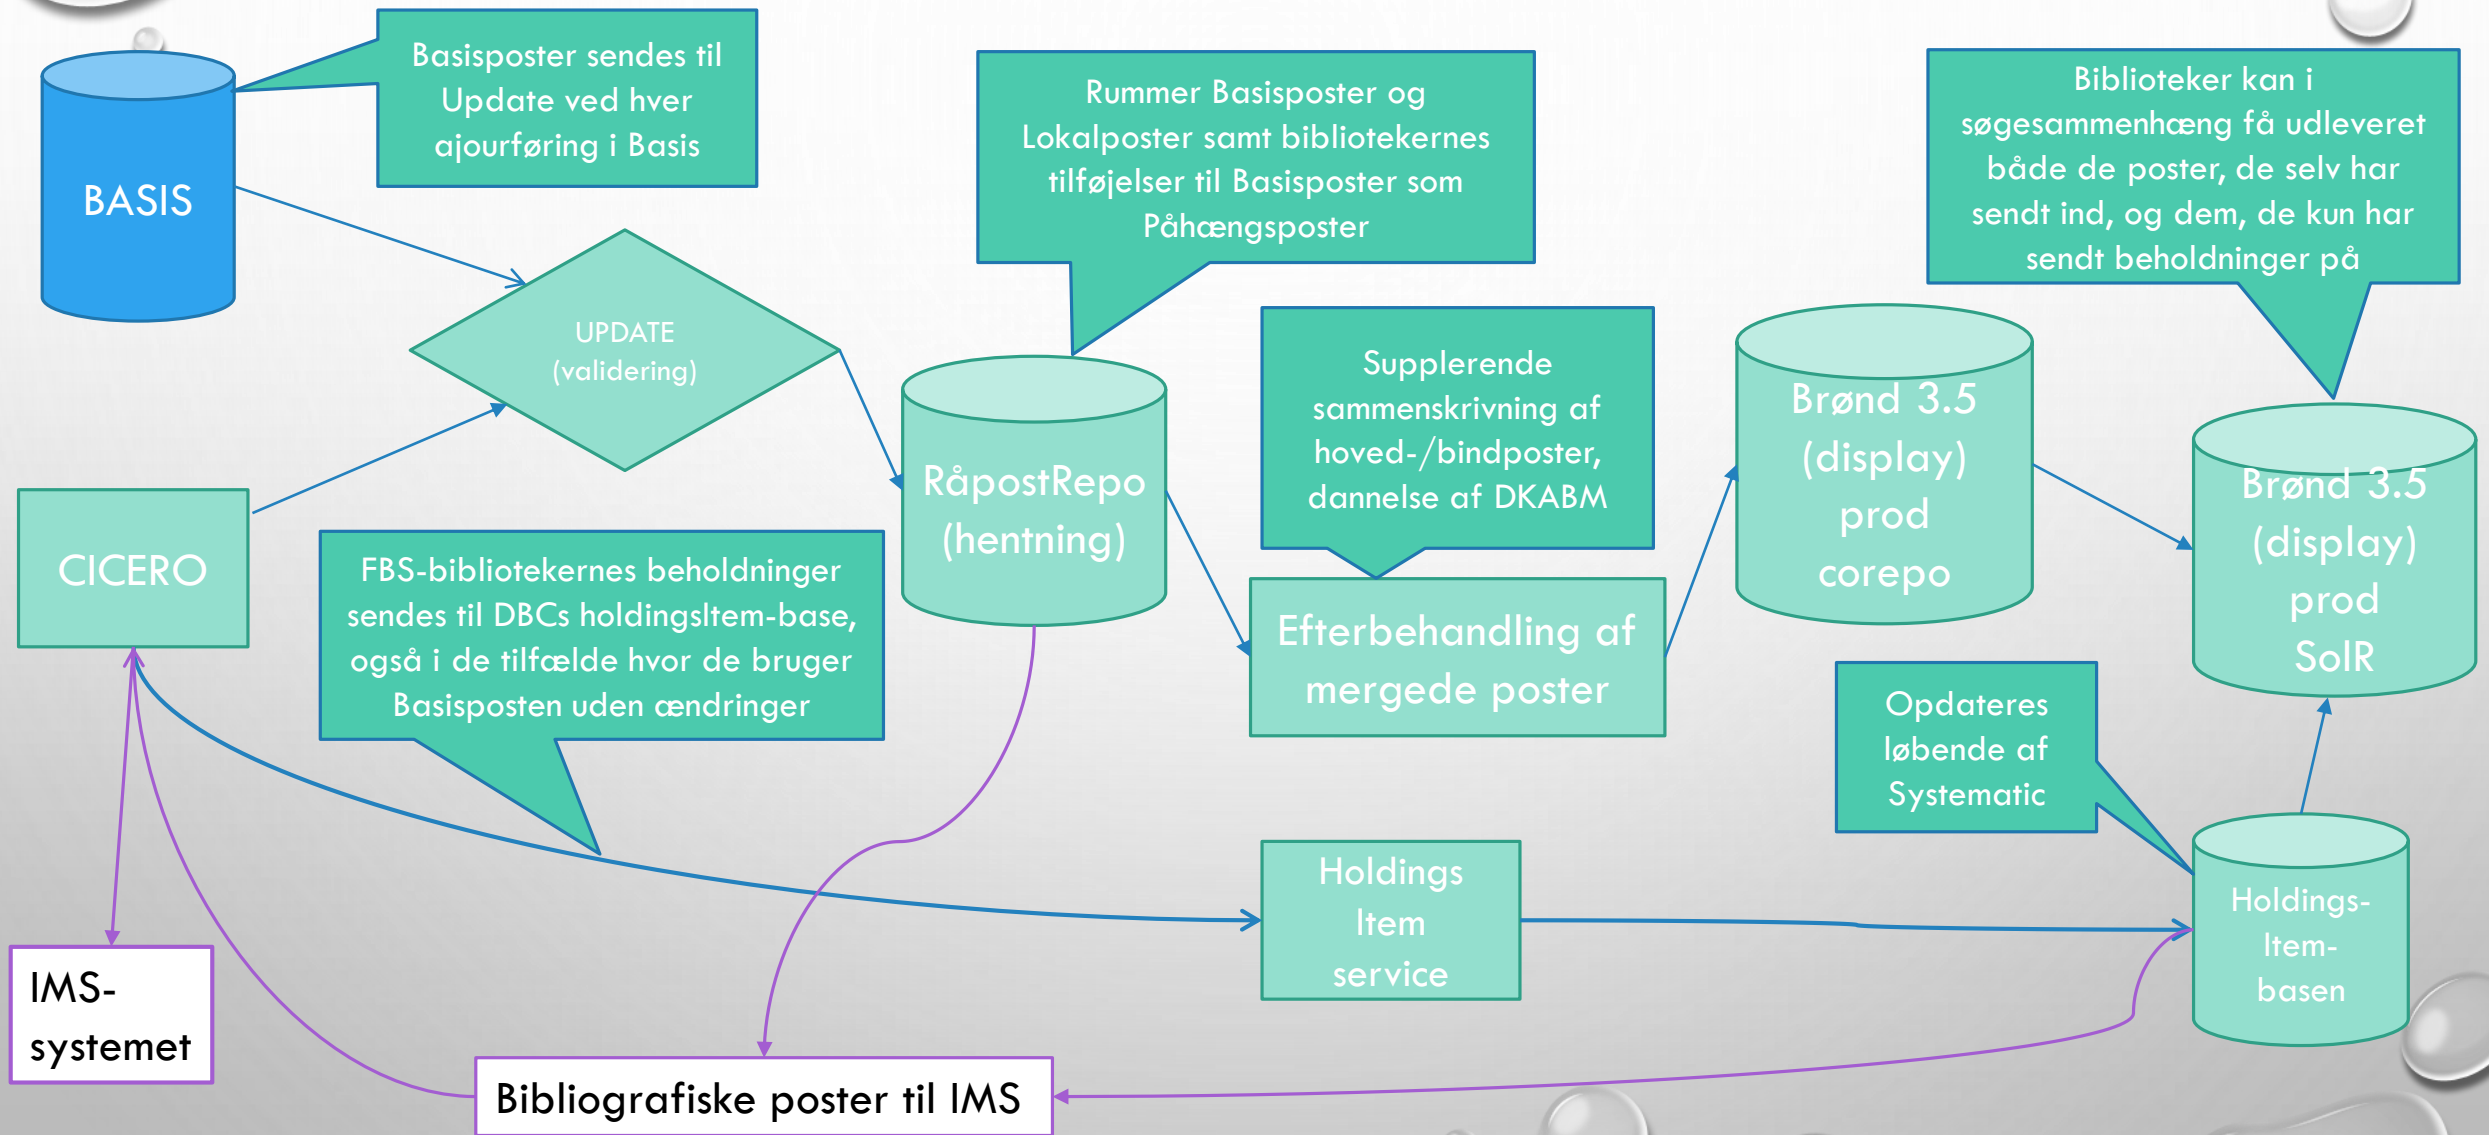 Basisposter sendes til
Update ved hver
ajourføring i Basis
BASIS
Rummer Basisposter og
Lokalposter samt bibliotekernes
tilføjelser til Basisposter som
Påhængsposter
Biblioteker kan i
søgesammenhæng få udleveret
både de poster, de selv har
sendt ind, og dem, de kun har
sendt beholdninger på
UPDATE
(validering)
Supplerende
sammenskrivning af
hoved-/bindposter,
dannelse af DKABM
Brønd 3.5
(display)
prod
corepo
Brønd 3.5
(display)
prod
SolR
RåpostRepo
(hentning)
CICERO
FBS-bibliotekernes beholdninger
sendes til DBCs holdingsItem-base,
også i de tilfælde hvor de bruger
Basisposten uden ændringer
Efterbehandling af
mergede poster
Opdateres
løbende af
Systematic
Holdings
Item
service
Holdings-
Item-
basen
IMS-
systemet
Bibliografiske poster til IMS